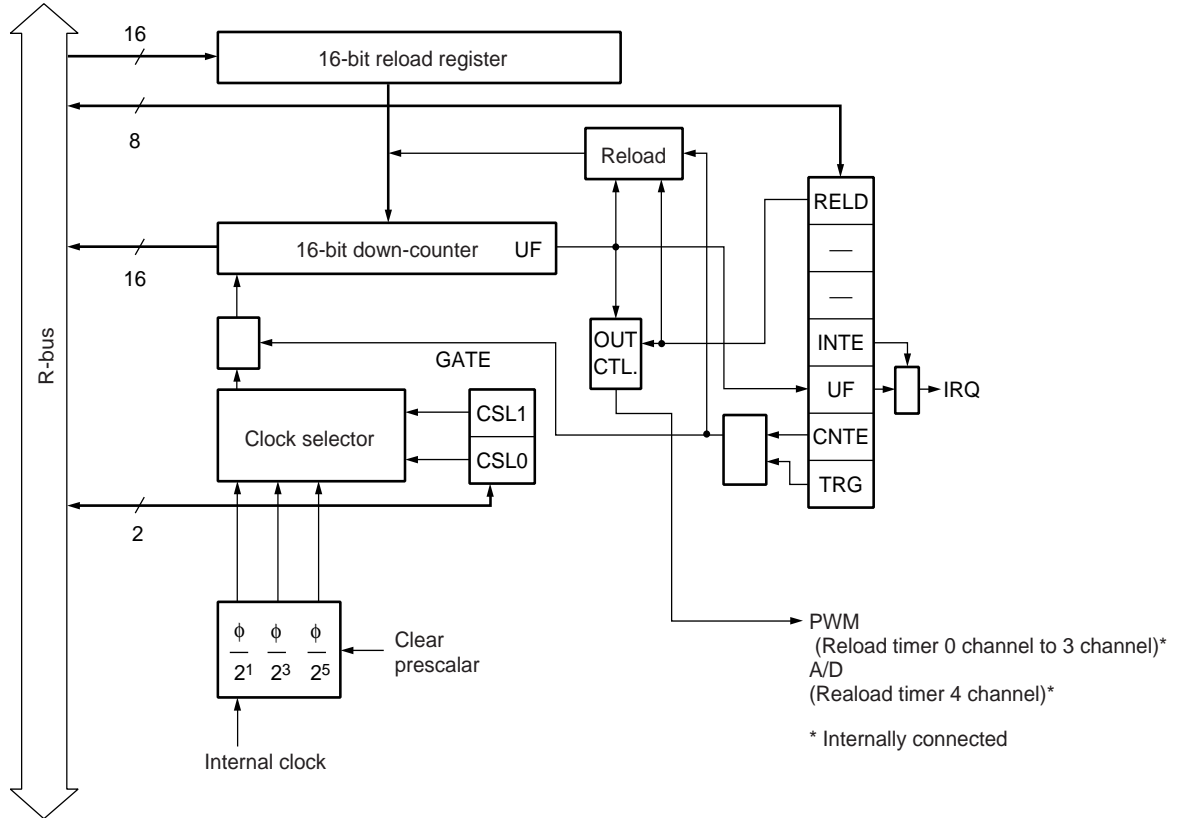 16
16-bit reload register
8
Reload
RELD
—
—
INTE
UF
CNTE
TRG
16-bit down-counter UF
16
R-bus
OUT
CTL.
GATE
IRQ
CSL1
CSL0
Clock selector
2
ϕ ϕ ϕ
2¹ 2³ 2⁵
Clear
prescalar
Internal clock
PWM
(Reload timer 0 channel to 3 channel)*
A/D
(Reaload timer 4 channel)*
* Internally connected